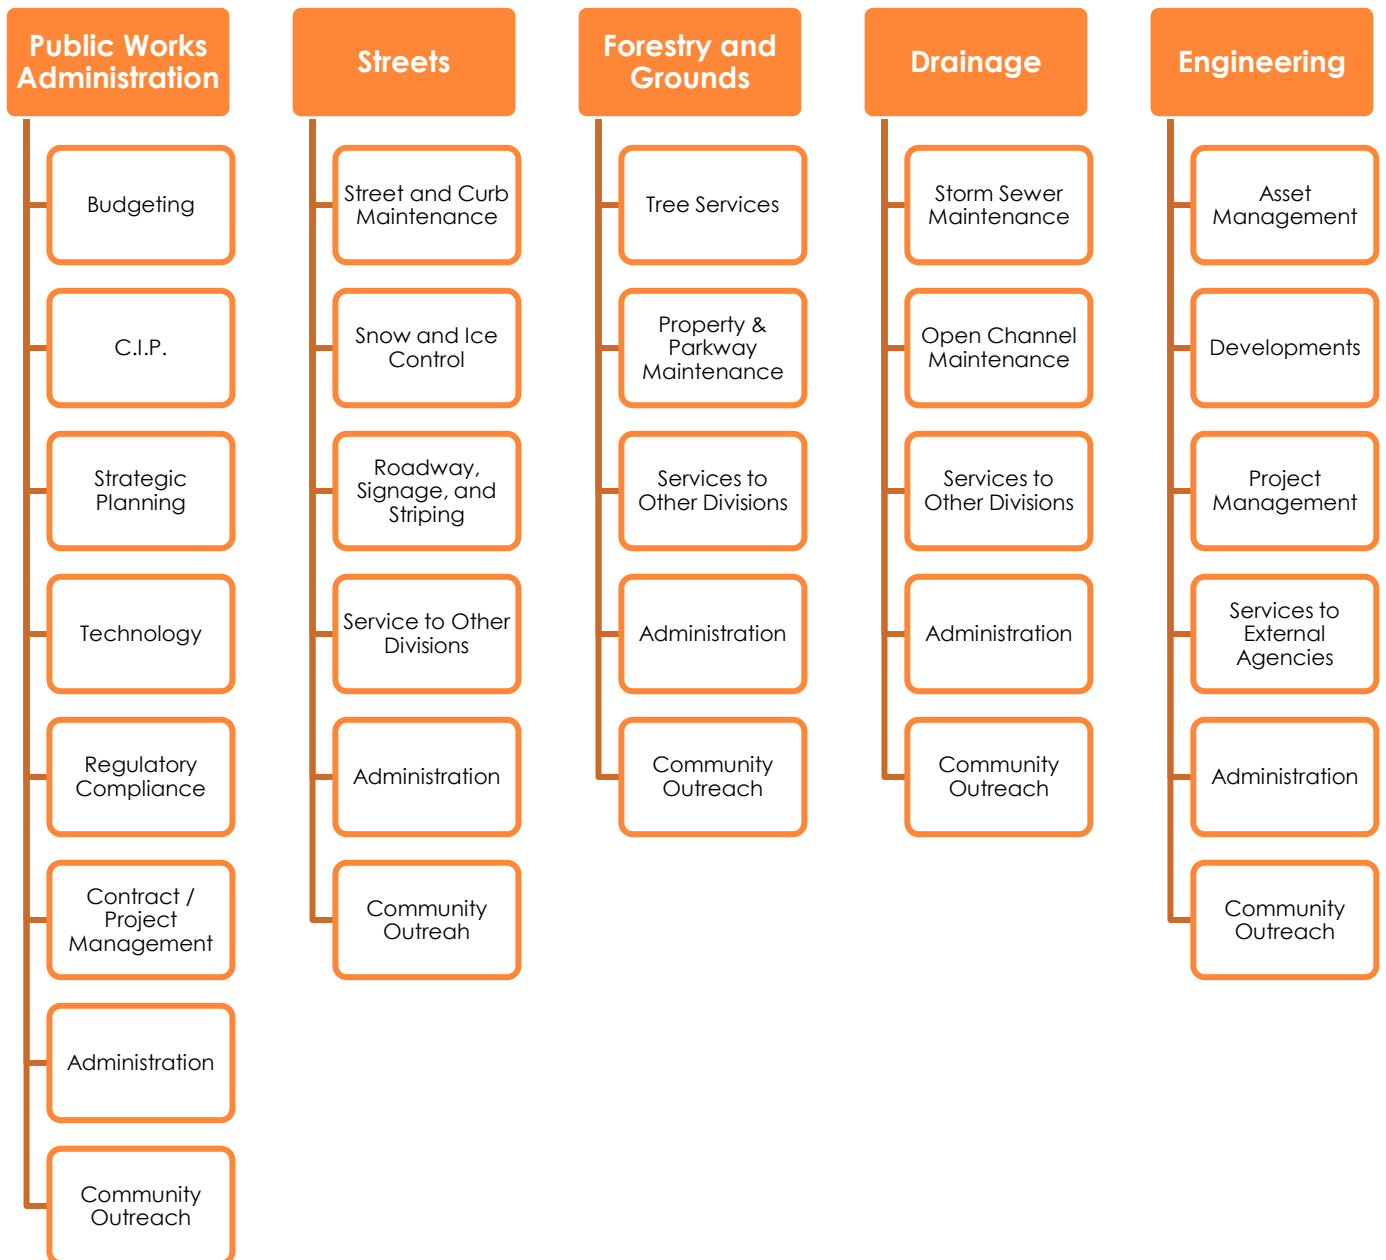 Public Works
Administration
Budgeting
C.I.P.
Strategic
Planning
Technology
Regulatory
Compliance
Contract /
Project
Management
Administration
Community
Outreach
Streets
Street and Curb
Maintenance
Snow and Ice
Control
Roadway,
Signage, and
Striping
Service to Other
Divisions
Administration
Community
Outreah
Forestry and
Grounds
Tree Services
Property &
Parkway
Maintenance
Services to
Other Divisions
Administration
Community
Outreach
Drainage
Storm Sewer
Maintenance
Open Channel
Maintenance
Services to
Other Divisions
Administration
Community
Outreach
Engineering
Asset
Management
Developments
Project
Management
Services to
External
Agencies
Administration
Community
Outreach